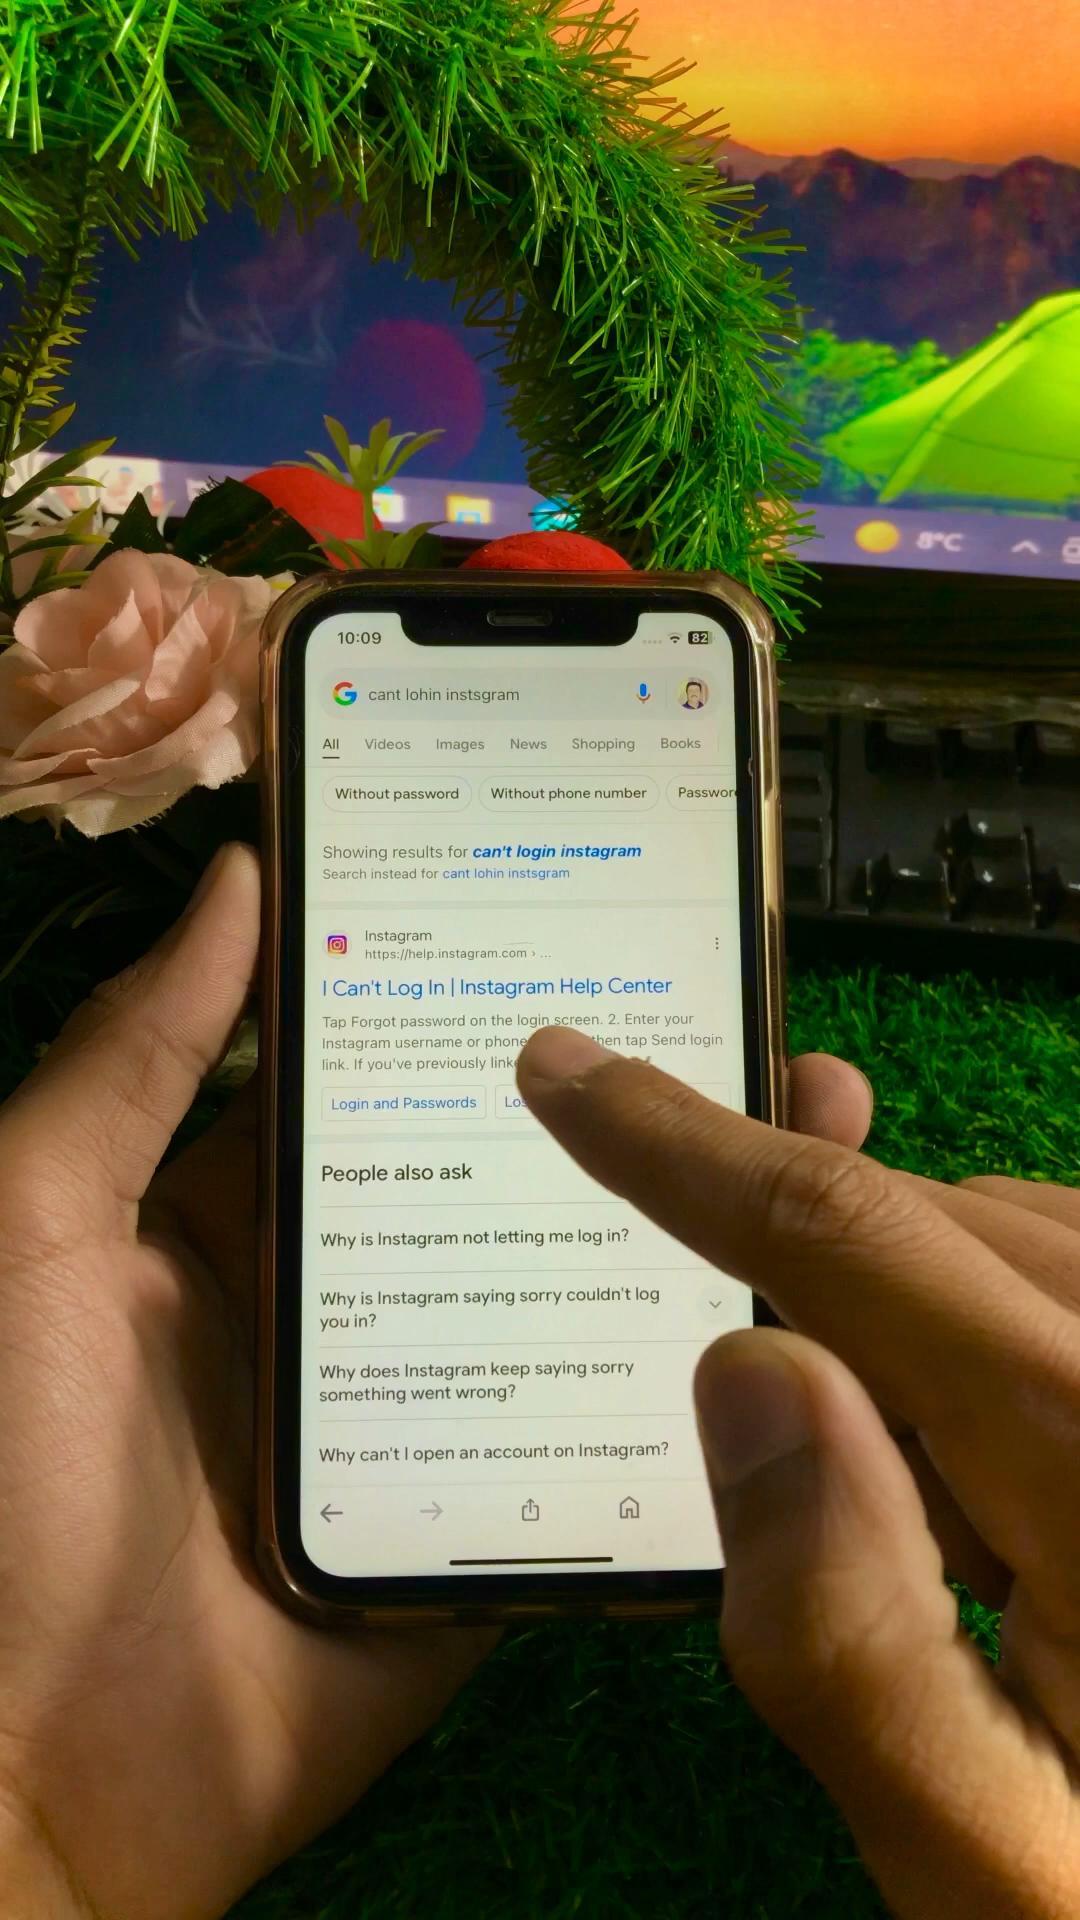 8°C
10:09
82
cant lohin instsgram
All Videos Images News Shopping Books
Without password Without phone number
Showing results for can't login instagram
Search instead for cant lohin instsgram
Instagram
https://help.instagram.com › ...
I Can't Log In | Instagram Help Center
Tap Forgot password on the login screen. 2. Enter your
Instagram username or phone then tap Send login
link. If you've previously
Login and Passwords
People also ask
Why is Instagram not letting me log in?
Why is Instagram saying sorry couldn't log
you in?
Why does Instagram keep saying sorry
something went wrong?
Why can't I open an account on Instagram?